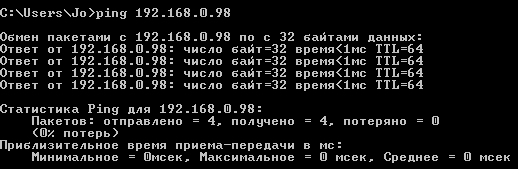 C:\Users\Jo>ping 192.168.0.98
Обмен пакетами с 192.168.0.98 по с 32 байтами данных:
Ответ от 192.168.0.98: число байт=32 время<1мс TTL=64
Ответ от 192.168.0.98: число байт=32 время<1мс TTL=64
Ответ от 192.168.0.98: число байт=32 время<1мс TTL=64
Ответ от 192.168.0.98: число байт=32 время<1мс TTL=64
Статистика Ping для 192.168.0.98:
Пакетов: отправлено = 4, получено = 4, потеряно = 0
(0% потерь)
Приблизительное время приема-передачи в мс:
Минимальное = 0мсек, Максимальное = 0 мсек, Среднее = 0 мсек